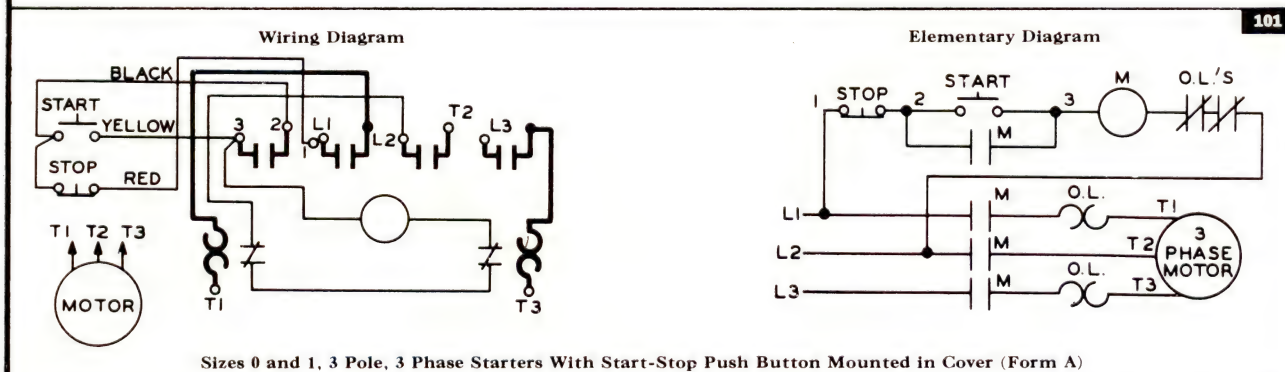 101
Wiring Diagram
BLACK
START
YELLOW
STOP
RED
3
2
L1
1
L2
T2
L3
T1
T3
T1 T2 T3
MOTOR
Elementary Diagram
1
STOP
2
START
3
M
O.L.'S
M
L1
M
O.L.
T1
L2
M
T2
L3
M
O.L.
T3
3
PHASE
MOTOR
Sizes 0 and 1, 3 Pole, 3 Phase Starters With Start-Stop Push Button Mounted in Cover (Form A)